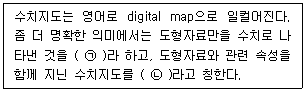 수치지도는 영어로 digital map으로 일컬어진다.
좀 더 명확한 의미에서는 도형자료만을 수치로 나
타낸 것을 ( ㉠ )라 하고, 도형자료와 관련 속성을
함께 지닌 수치지도를 ( ㉡ )라고 칭한다.